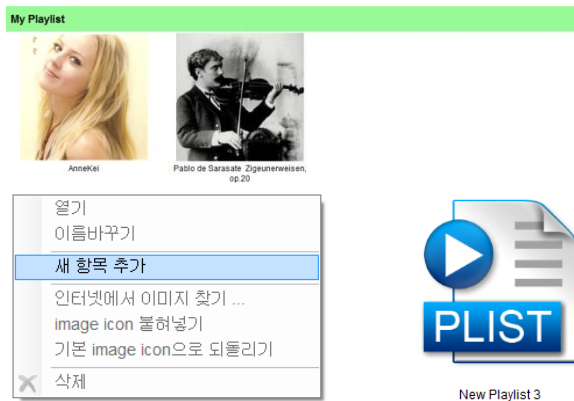 My Playlist
AnneKei
Pablo de Sarasate Zigeunerweisen,
op.20
열기
이름바꾸기
새 항목 추가
인터넷에서 이미지 찾기 ...
image icon 붙혀넣기
기본 image icon으로 되돌리기
삭제
PLIST
New Playlist 3